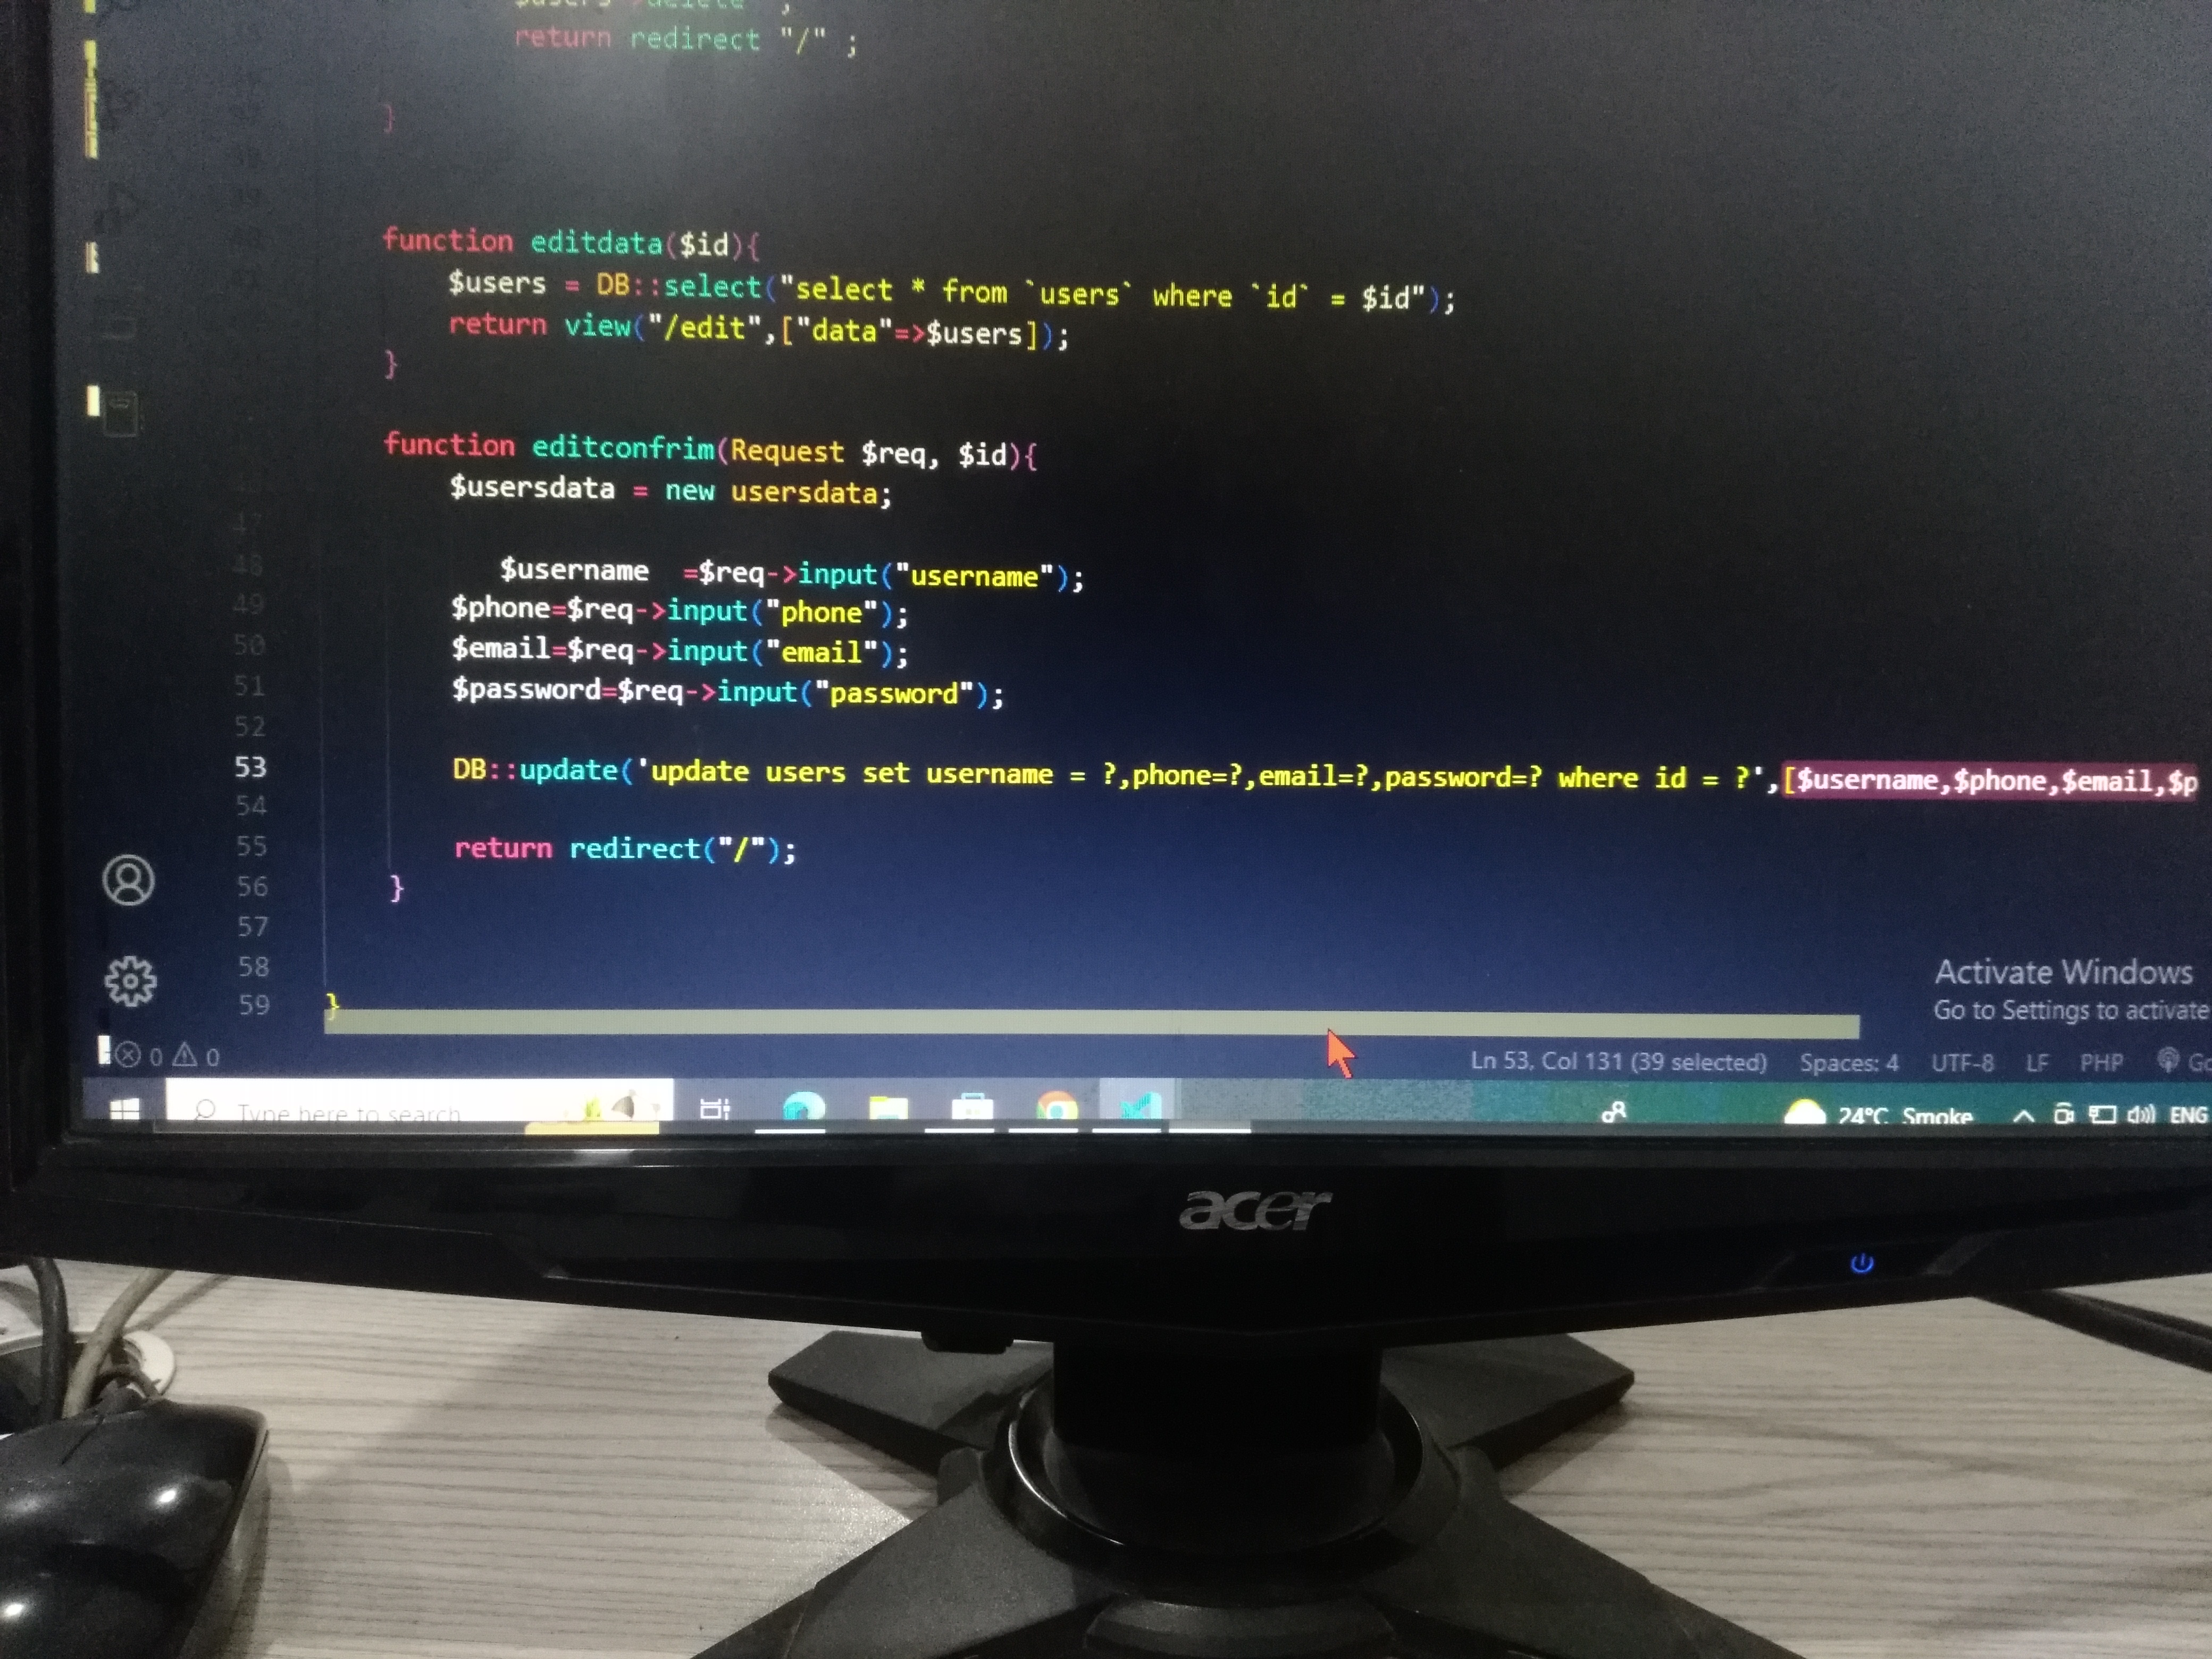 return redirect "/" ;
}
function editdata($id){
$users = DB::select("select * from `users` where `id` = $id");
return view("/edit",["data"=>$users]);
}
function editconfrim(Request $req, $id){
$usersdata = new usersdata;
47
48 $username =$req->input("username");
49 $phone=$req->input("phone");
50 $email=$req->input("email");
51 $password=$req->input("password");
52
53 DB::update('update users set username = ?,phone=?,email=?,password=? where id = ?',[$username,$phone,$email,$p
54
55 return redirect("/");
56 }
57
58
59 }
Activate Windows
Go to Settings to activate
0 0 Ln 53, Col 131 (39 selected) Spaces: 4 UTF-8 LF PHP Go
Type here to search 24°C Smoke ENG
acer